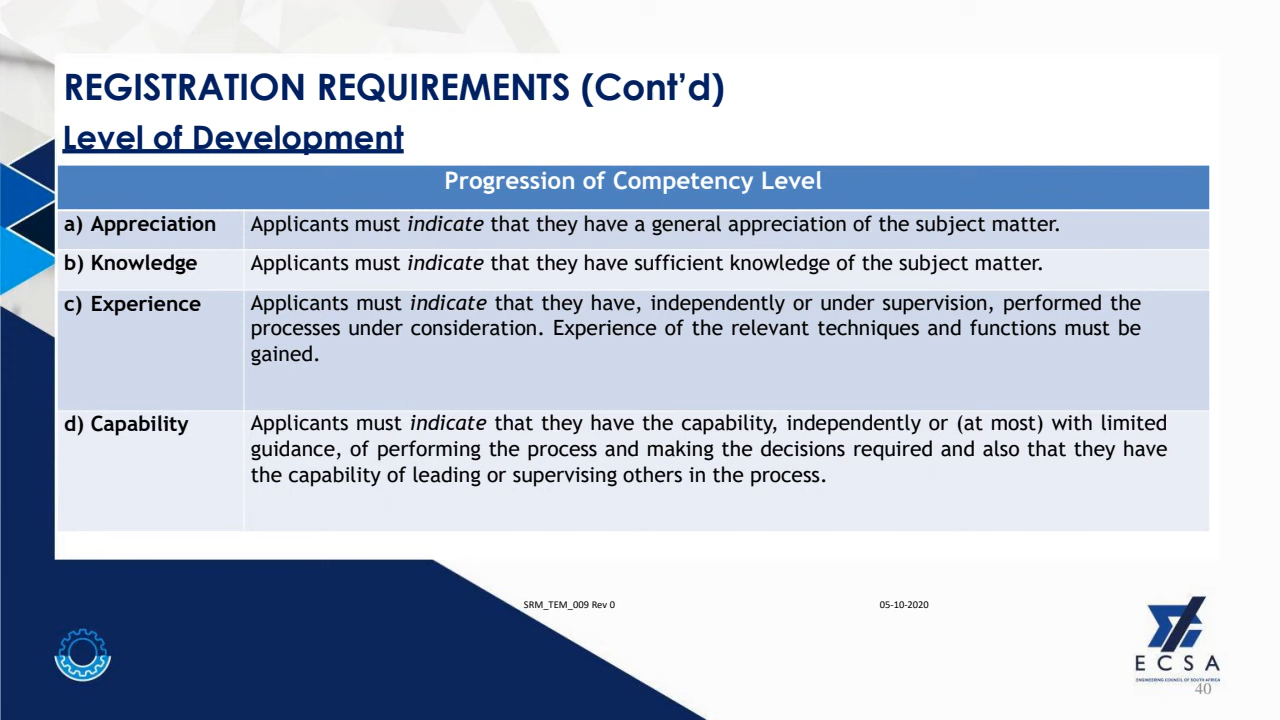 REGISTRATION REQUIREMENTS (Cont’d)
Level of Development
Progression of Competency Level
a) Appreciation
Applicants must indicate that they have a general appreciation of the subject matter.
b) Knowledge
Applicants must indicate that they have sufficient knowledge of the subject matter.
c) Experience
Applicants must indicate that they have, independently or under supervision, performed the
processes under consideration. Experience of the relevant techniques and functions must be
gained.
d) Capability
Applicants must indicate that they have the capability, independently or (at most) with limited
guidance, of performing the process and making the decisions required and also that they have
the capability of leading or supervising others in the process.
SRM_TEM_009 Rev 0
05-10-2020
ECSA
ENGINEERING COUNCIL OF SOUTH AFRICA
40